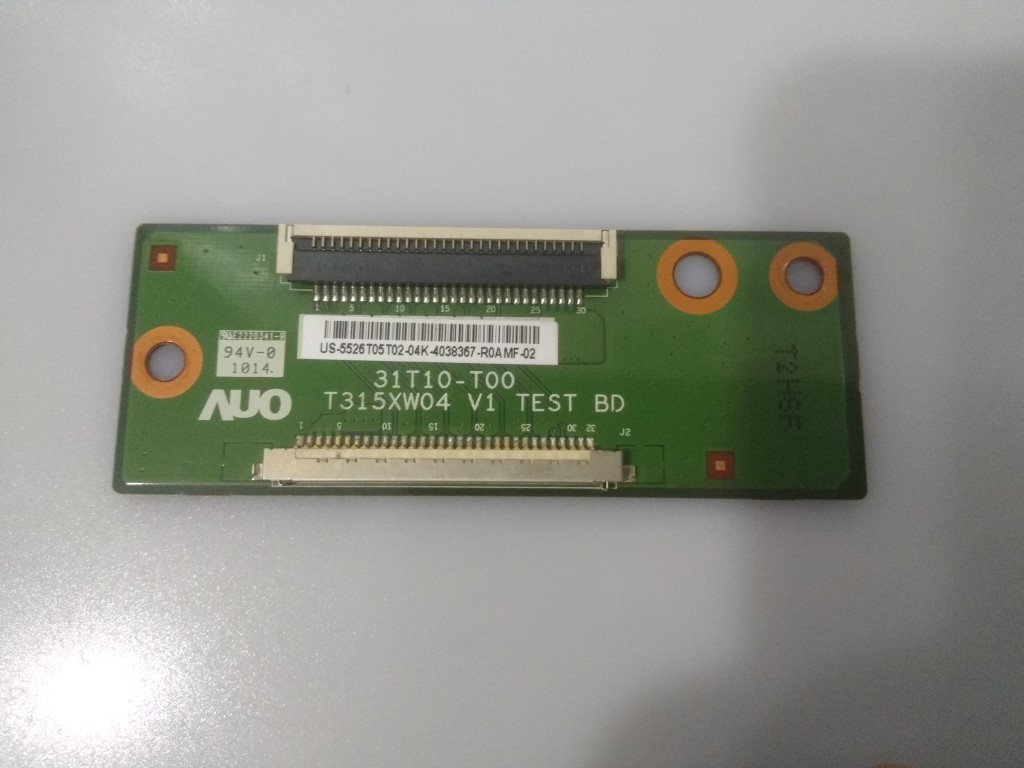 J1
1 5 10 15 20 25 30
US-5526T05T02-04K-4038367-R0AMF-02
94V-0
1014.
31T10-T00
AUO
T315XW04 V1 TEST BD
1 5 10 15 20 25 30 32
J2